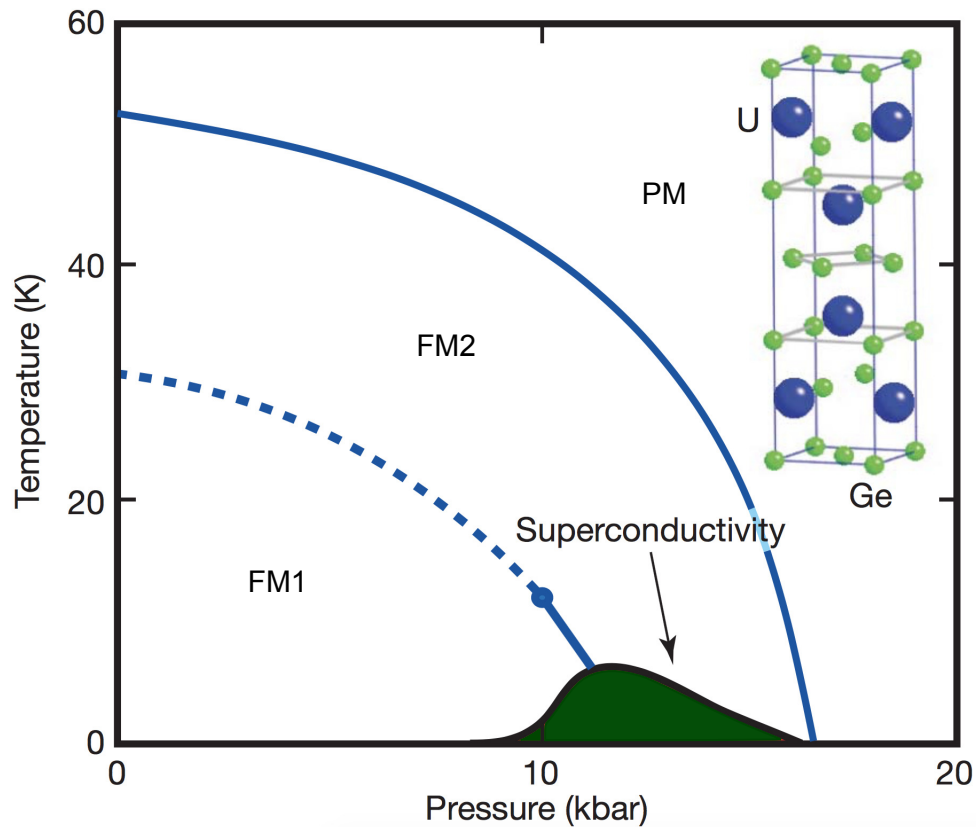 60
U
PM
40
Temperature (K)
FM2
20
Ge
Superconductivity
FM1
0
0
10
20
Pressure (kbar)